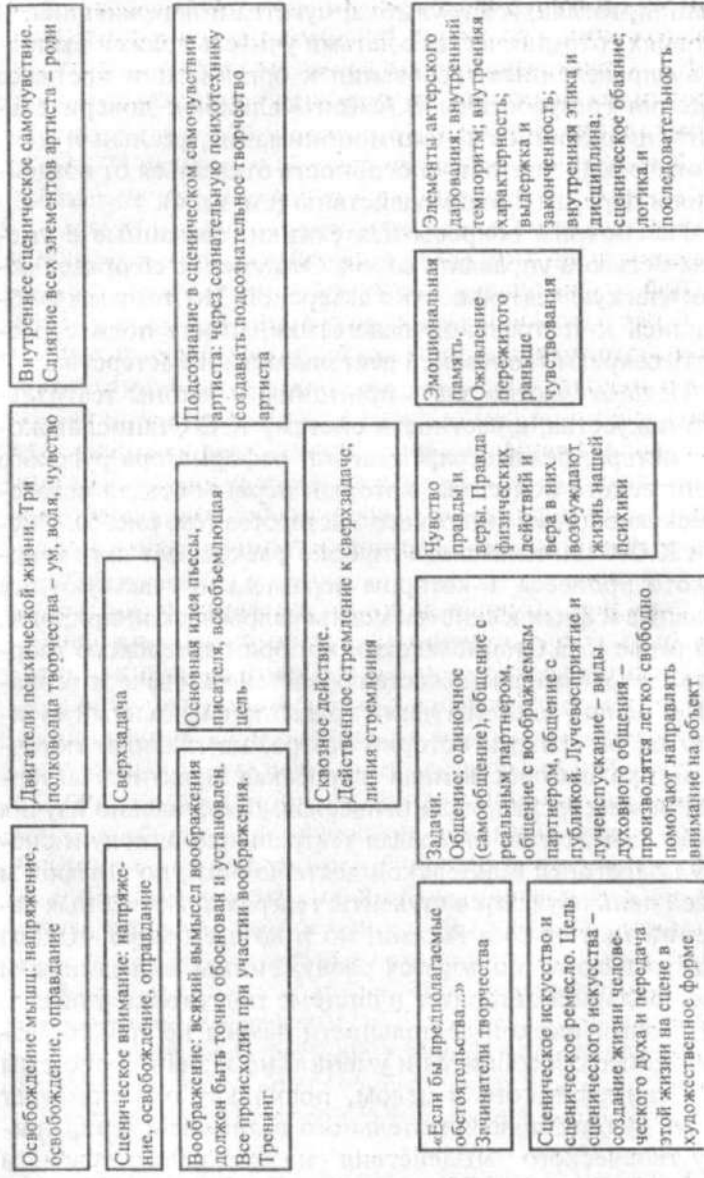 Освобождение мышц: напряжение,
освобождение, оправдание
Двигатели психической жизни. Три
полководца творчества – ум, воля, чувство
Внутреннее сценическое самочувствие.
Слияние всех элементов артиста – роли
Сценическое внимание: напряже-
ние, освобождение, оправдание
Сверхзадача
Подсознание в сценическом самочувствии
артиста: через сознательную психотехнику
создавать подсознательное творчество
артиста
Воображение. Всякий вымысел воображения
должен быть точно обоснован и установлен.
Все происходит при участии воображения.
Тренинг
Основная идея пьесы,
писателя, всеобъемлющая
цель
Сквозное действие.
Действенное стремление к сверхзадаче,
линия стремления
«Если бы предполагаемые
обстоятельства...»
Зачинатели творчества
Сценическое искусство и
сценическое ремесло. Цель
сценического искусства –
создание жизни челове-
ческого духа и передача
этой жизни на сцене в
художественной форме
Задачи.
Общение: одиночное
(самообщение), общение с
реальным партнером,
общение с воображаемым
партнером, общение с
публикой. Лучевосприятие,
лучеиспускание – виды
духовного общения –
производятся легко, свободно,
помогают направлять
внимание на объект
Чувство
правды и
веры. Правда
физических
действий и
вера в них
возбуждают
жизнь нашей
психики
Эмоциональная
память.
Оживление
пережитого
раньше
чувствования
Элементы актерского
дарования, внутренний
темпоритм, внутренняя
характерность;
выдержка и
законченность;
внутренняя этика и
дисциплина;
сценическое обаяние;
логика и
последовательность